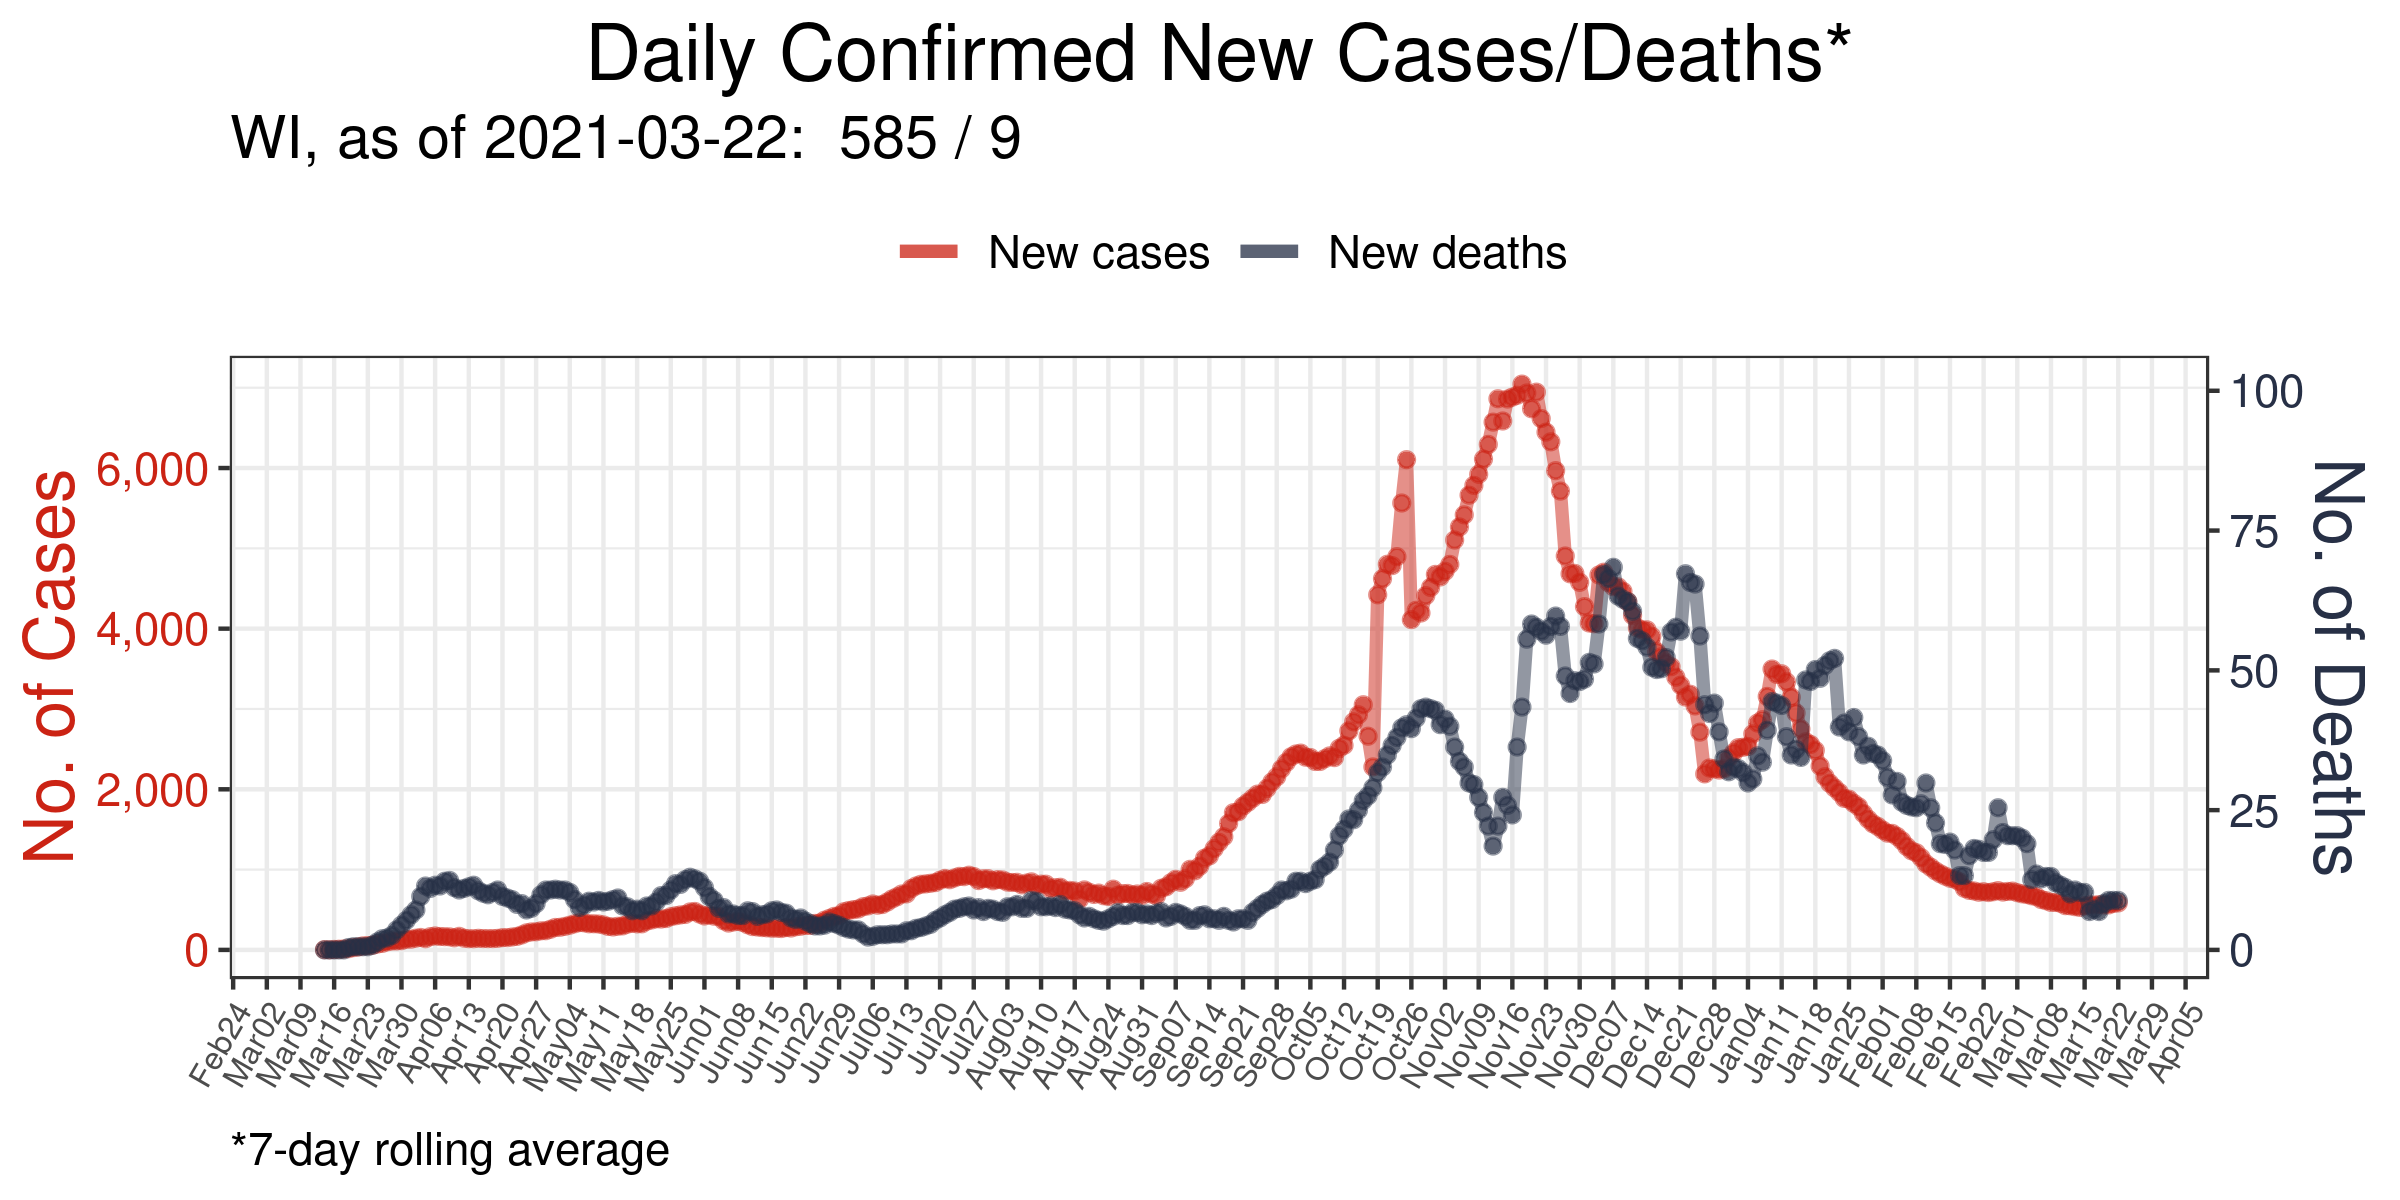 Daily Confirmed New Cases/Deaths*
WI, as of 2021-03-22:  585 / 9
New cases
New deaths
No. of Cases
6,000
4,000
2,000
0
100
75
50
25
0
No. of Deaths
Feb24
Mar02
Mar09
Mar16
Mar23
Mar30
Apr06
Apr13
Apr20
Apr27
May04
May11
May18
May25
Jun01
Jun08
Jun15
Jun22
Jun29
Jul06
Jul13
Jul20
Jul27
Aug03
Aug10
Aug17
Aug24
Aug31
Sep07
Sep14
Sep21
Sep28
Oct05
Oct12
Oct19
Oct26
Nov02
Nov09
Nov16
Nov23
Nov30
Dec07
Dec14
Dec21
Dec28
Jan04
Jan11
Jan18
Jan25
Feb01
Feb08
Feb15
Feb22
Mar01
Mar08
Mar15
Mar22
Mar29
Apr05
*7-day rolling average